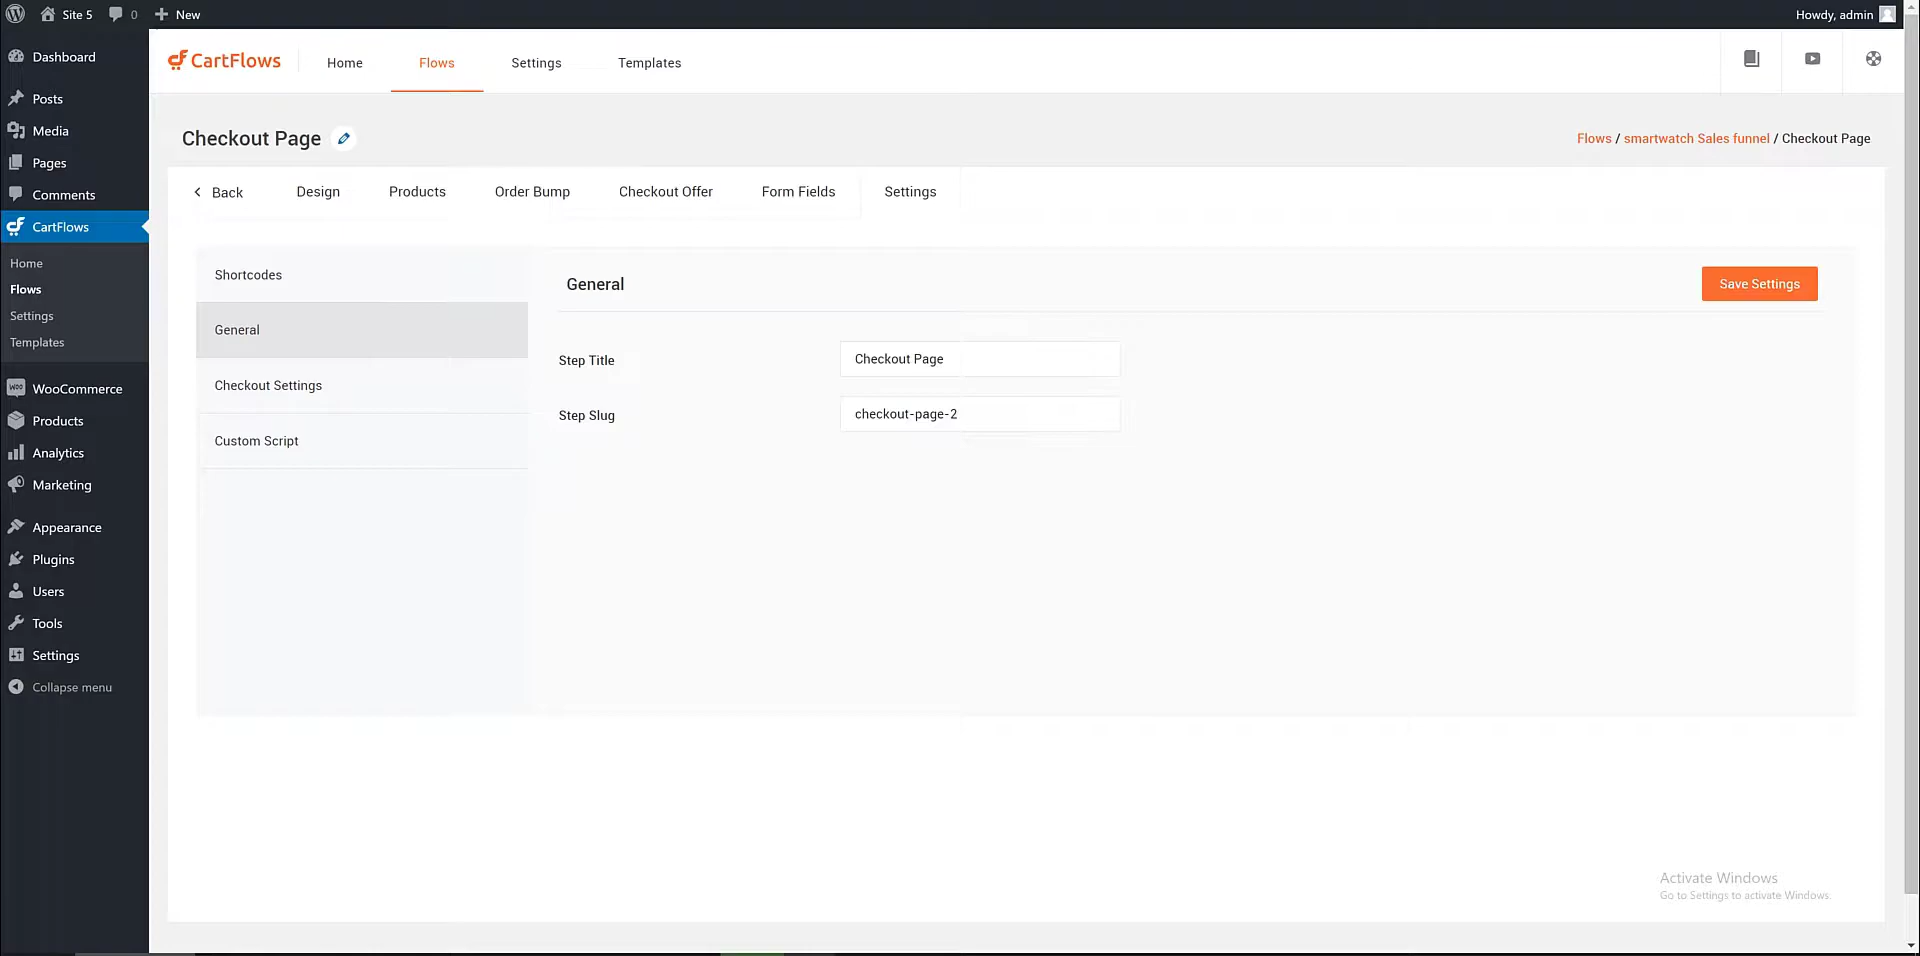 Site 5
0
New
Howdy, admin
Dashboard
Posts
Media
Pages
Comments
CartFlows
Home
Flows
Settings
Templates
WooCommerce
Products
Analytics
Marketing
Appearance
Plugins
Users
Tools
Settings
Collapse menu
CartFlows
Home
Flows
Settings
Templates
Checkout Page
Flows / smartwatch Sales funnel / Checkout Page
Back
Design
Products
Order Bump
Checkout Offer
Form Fields
Settings
Shortcodes
General
Checkout Settings
Custom Script
General
Save Settings
Step Title
Checkout Page
Step Slug
checkout-page-2
Activate Windows
Go to Settings to activate Windows.